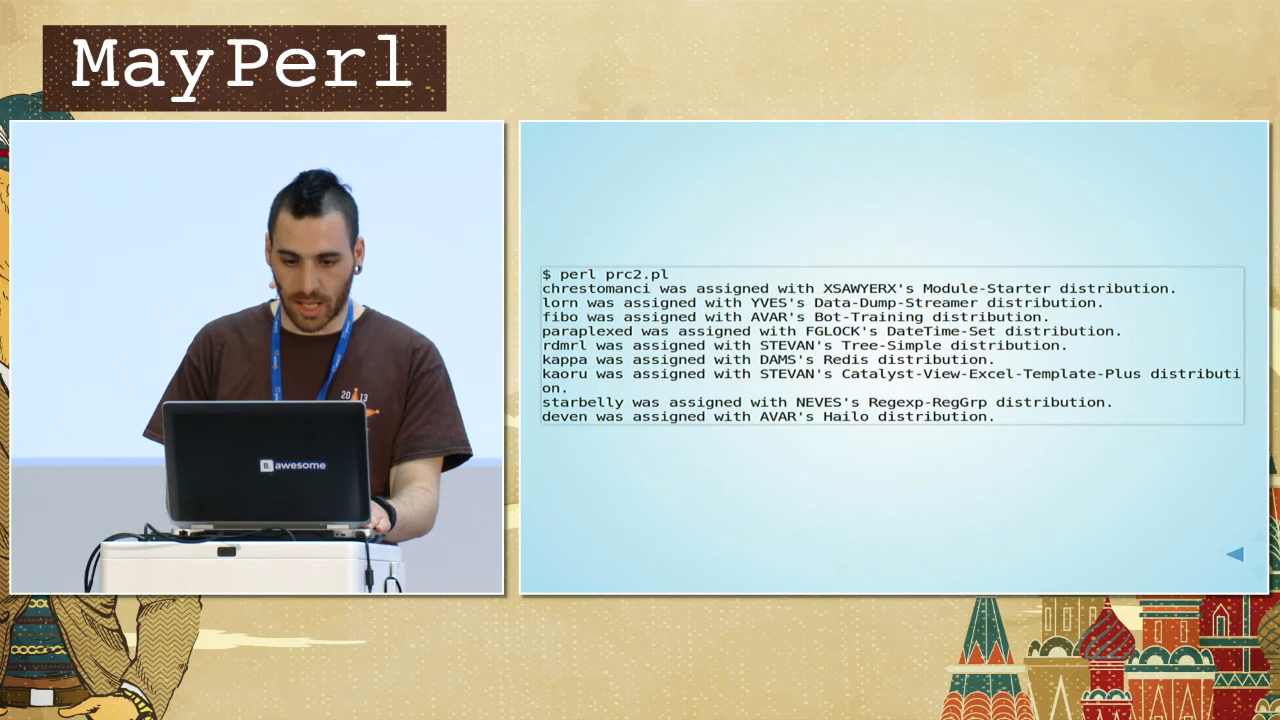 MayPerl
$ perl prc2.pl
chrestomanci was assigned with XSAWYERX's Module-Starter distribution.
lorn was assigned with YVES's Data-Dump-Streamer distribution.
fibo was assigned with AVAR's Bot-Training distribution.
paraplexed was assigned with FGLOCK's DateTime-Set distribution.
rdmrl was assigned with STEVAN's Tree-Simple distribution.
kappa was assigned with DAMS's Redis distribution.
kaoru was assigned with STEVAN's Catalyst-View-Excel-Template-Plus distributi
on.
starbelly was assigned with NEVES's Regexp-RegGrp distribution.
deven was assigned with AVAR's Hailo distribution.
2013
B. awesome